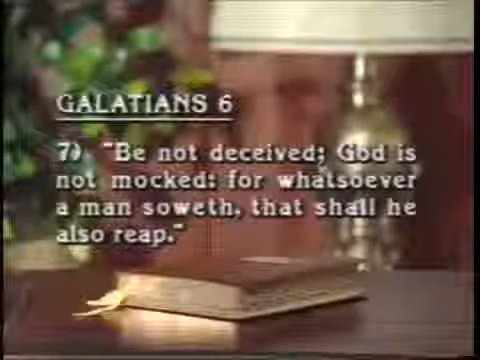 GALATIANS 6
7) "Be not deceived; God is
not mocked: for whatsoever
a man soweth, that shall he
also reap."